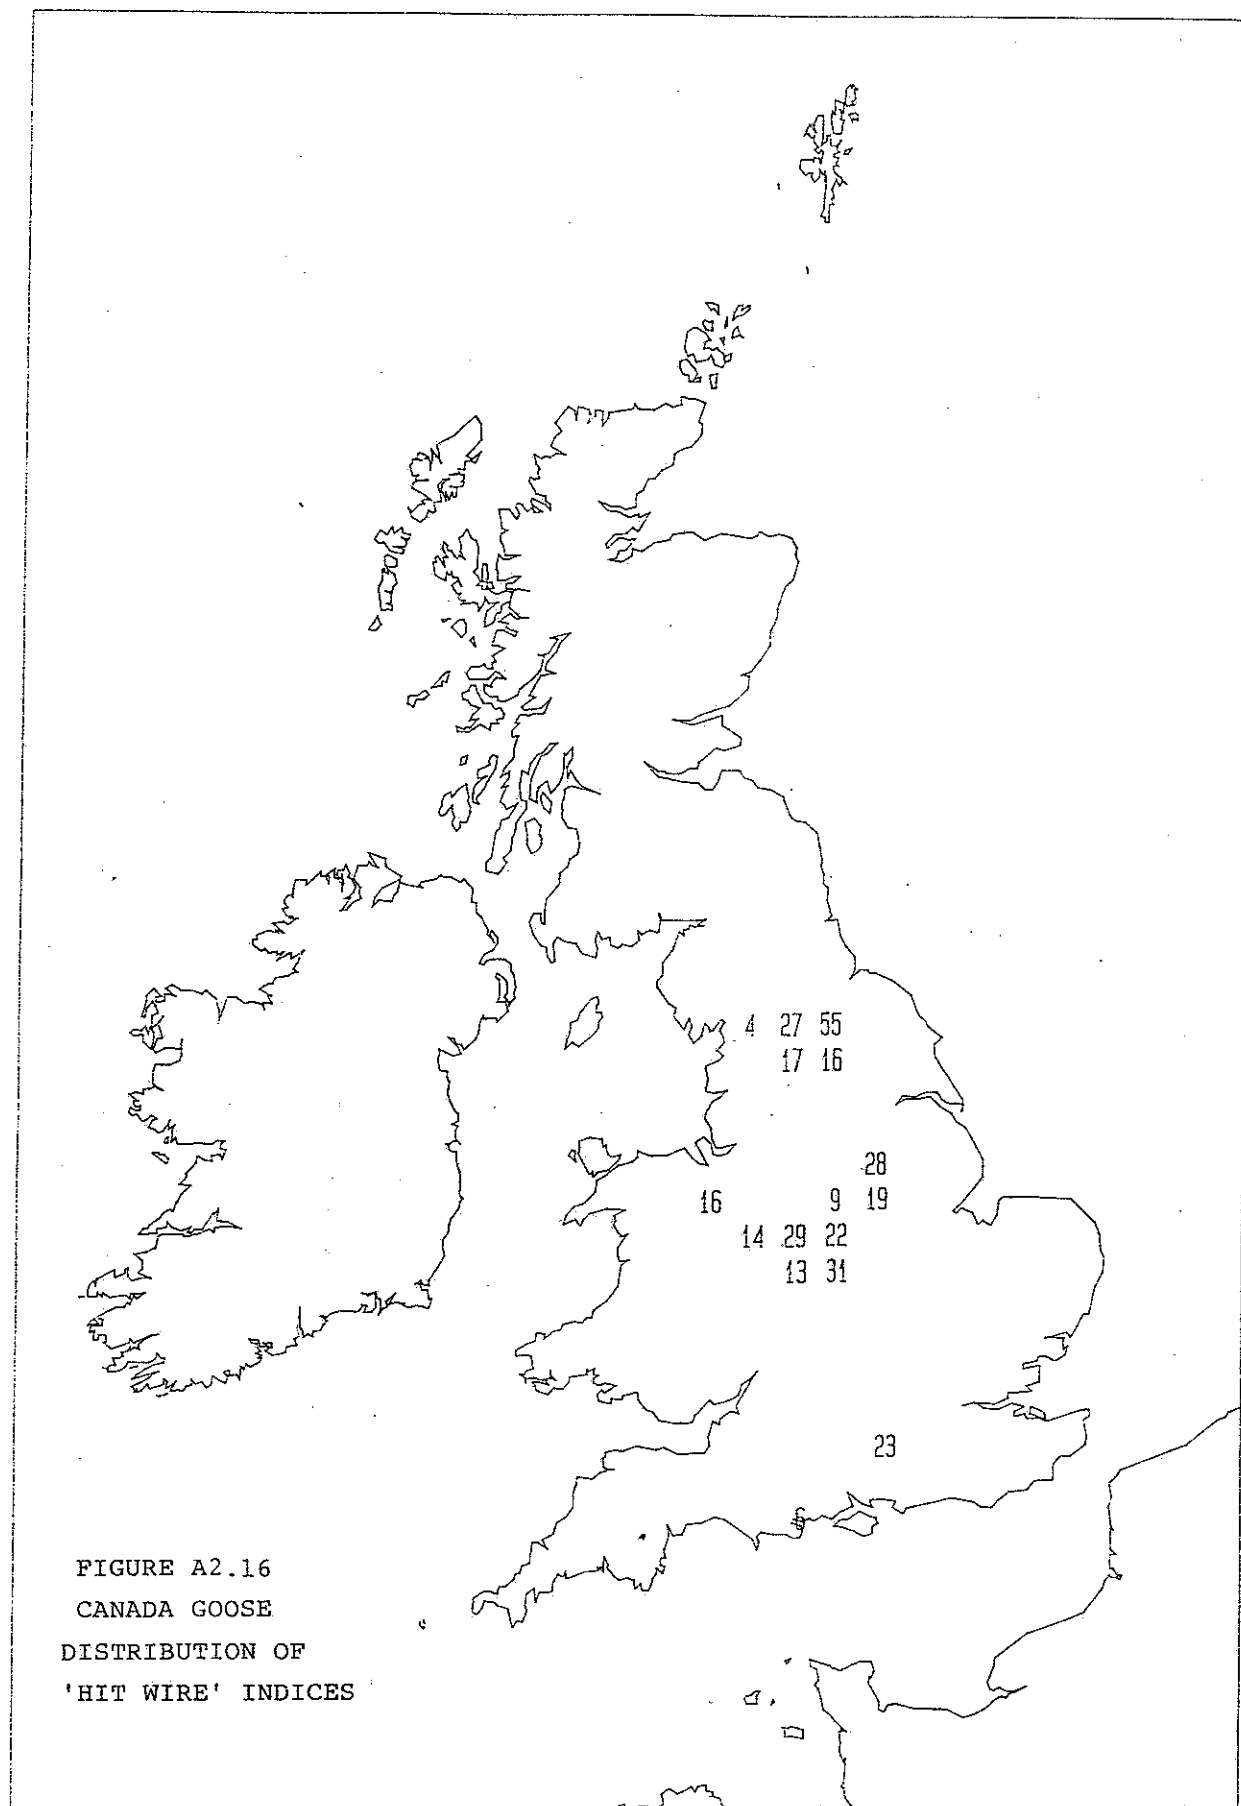 4 27 55
17 16
28
16 9 19
14 29 22
13 31
23
6
FIGURE A2.16
CANADA GOOSE
DISTRIBUTION OF
'HIT WIRE' INDICES